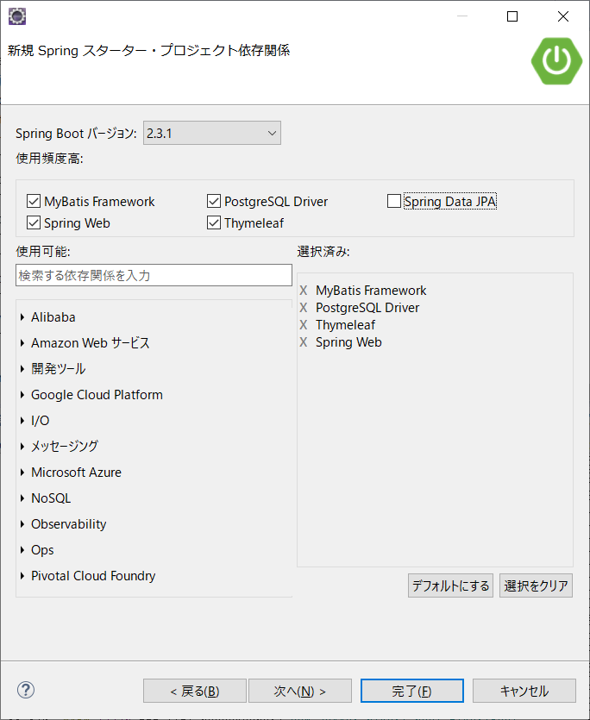 新規 Spring スターター・プロジェクト依存関係
Spring Boot バージョン: 2.3.1
使用頻度高:
MyBatis Framework PostgreSQL Driver Spring Data JPA
Spring Web Thymeleaf
使用可能: 選択済み:
検索する依存関係を入力
X MyBatis Framework
X PostgreSQL Driver
X Thymeleaf
X Spring Web
Alibaba
Amazon Web サービス
開発ツール
Google Cloud Platform
I/O
メッセージング
Microsoft Azure
NoSQL
Observability
Ops
Pivotal Cloud Foundry
デフォルトにする 選択をクリア
? < 戻る(B) 次へ(N) > 完了(F) キャンセル